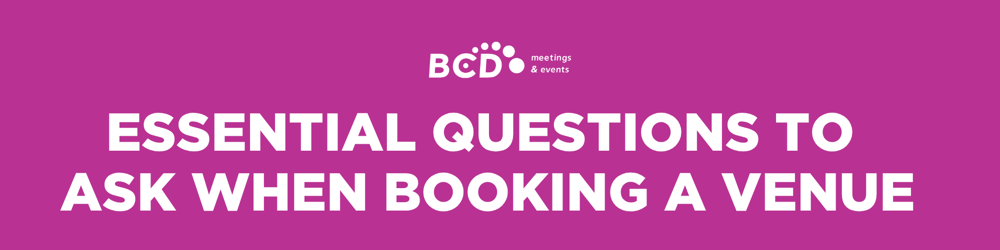 BCD
meetings
& events
ESSENTIAL QUESTIONS TO
ASK WHEN BOOKING A VENUE